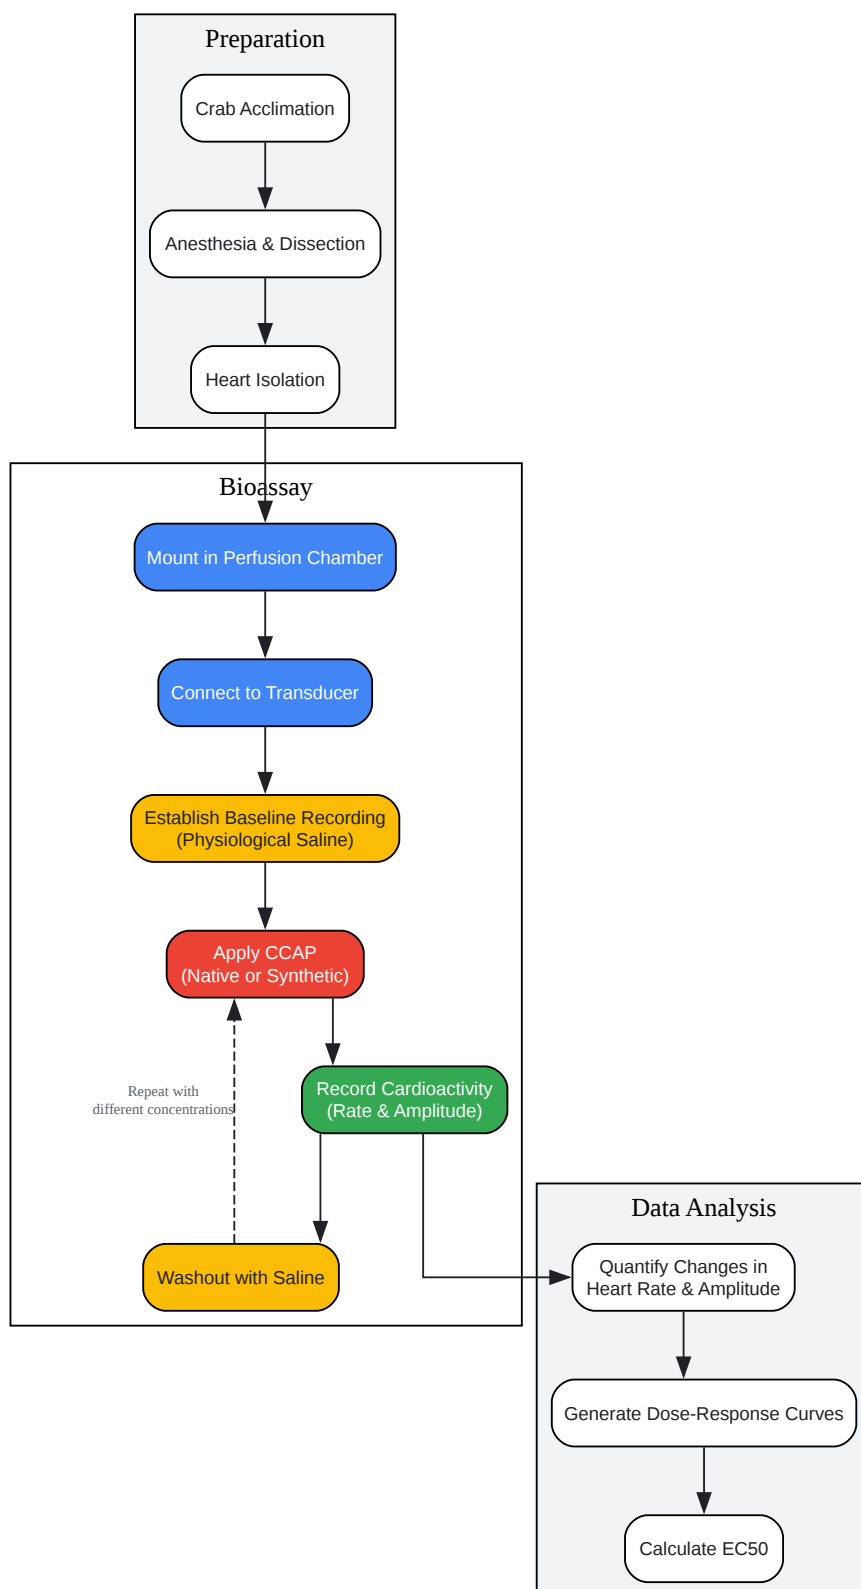 Preparation
Crab Acclimation
Anesthesia & Dissection
Heart Isolation
Bioassay
Mount in Perfusion Chamber
Connect to Transducer
Establish Baseline Recording
(Physiological Saline)
Apply CCAP
(Native or Synthetic)
Repeat with
different concentrations
Record Cardioactivity
(Rate & Amplitude)
Washout with Saline
Data Analysis
Quantify Changes in
Heart Rate & Amplitude
Generate Dose-Response Curves
Calculate EC50